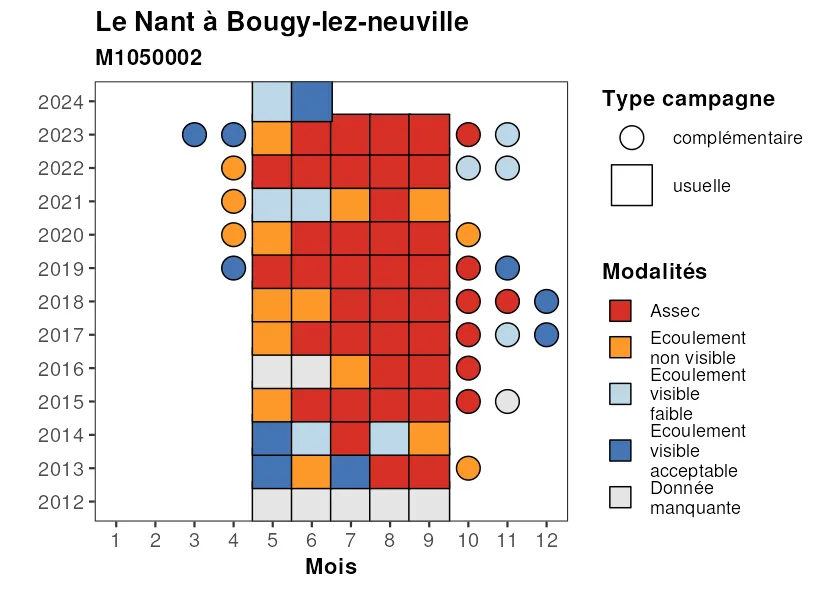 Le Nant à Bougy-lez-neuville
M1050002
2024
2023
2022
2021
2020
2019
2018
2017
2016
2015
2014
2013
2012
1 2 3 4 5 6 7 8 9 10 11 12
Mois
Type campagne
complémentaire
usuelle
Modalités
Assec
Ecoulement
non visible
Ecoulement
visible
faible
Ecoulement
visible
acceptable
Donnée
manquante